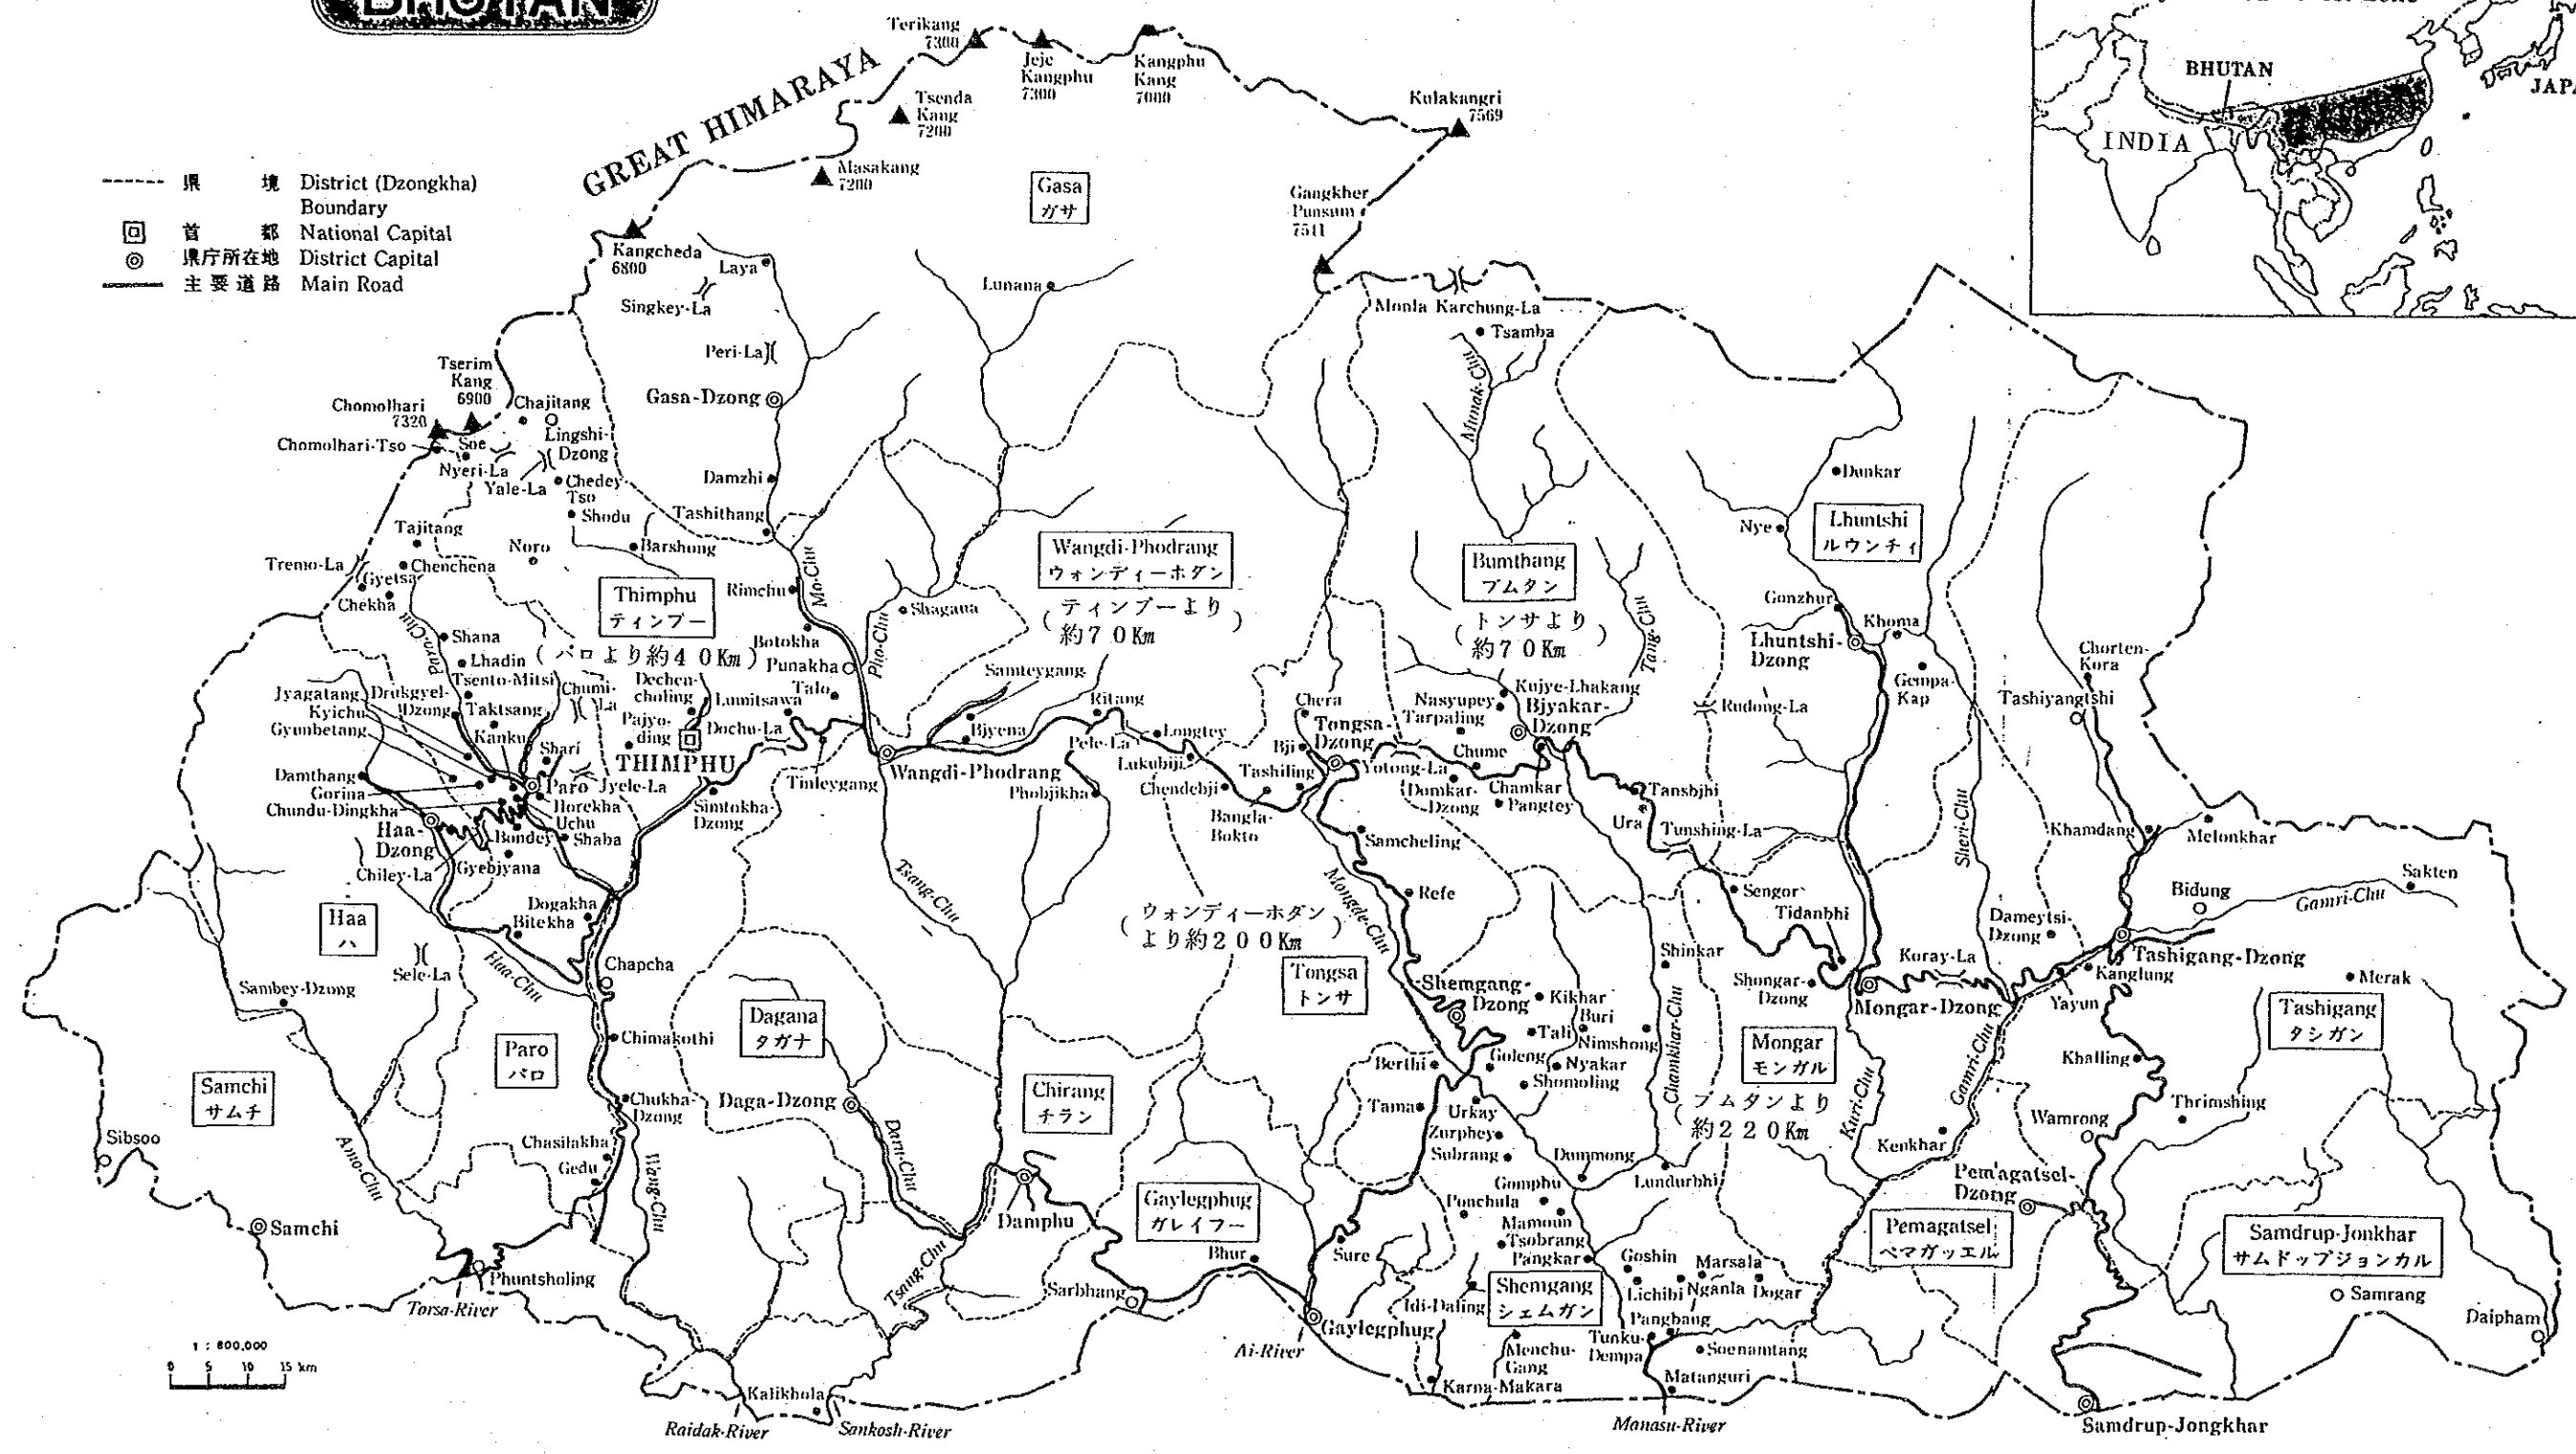 BHUTAN
GREAT HIMARAYA
県境 District (Dzongkha)
Boundary
首都 National Capital
県庁所在地 District Capital
主要道路 Main Road
Terikang
7300
Jeje
Kangphu
7300
Kangphu
Kang
7000
Tsenda
Kang
7200
Masakang
7200
Kulakangri
7569
Gangkher
Punsum
7541
Kangcheda
6800
Gasa
ガサ
BHUTAN
INDIA
Laya
Singkey-La
Lunana
Monla Karchung-La
Tsamba
Peri-La
Gasa-Dzong
Tserim
Kang
6900
Chomolhari
7320
Chomolhari-Tso
Chajitang
Soe
Lingshi-
Dzong
Nyeri-La
Yale-La
Chedey
Tso
Shodu
Damzhi
Tashithang
Barshong
Tajitang
Noro
Tremo-La
Chenchena
Gyetsa
Chekha
Paro-Chu
Mo-Chu
Pho-Chu
Munak-Chu
Tang-Chu
Dunkar
Nye
Lhuntshi
ルウンチィ
Wangdi-Phodrang
ウォンディーホダン
(ティンプーより
約70Km)
Bumthang
ブムタン
(トンサより
約70Km)
Thimphu
ティンプー
(パロより約40Km)
Rimchu
Shagana
Botokha
Punakha
Talo
Shana
Lhadin
Tsento-Mitsi
Chumi-
La
Dechen-
choling
Lumitsawa
Jyagatang
Kyichu
Gyunbetang
Drukgyel-
Dzong
Taktsang
Kanku
Shari
Pajyo-
ding
Dochu-La
THIMPHU
Tinleygang
Damthang
Gorina
Chundu-Dingkha
Paro
Jyele-La
Horekha
Uchu
Bondey
Shaba
Simtokha-
Dzong
Haa-
Dzong
Chiley-La
Gyebjyana
Samteygang
Bjyena
Ritang
Wangdi-Phodrang
Pele-La
Longtey
Lukubiji
Phobjikha
Chendebji
Chera
Tongsa-
Dzong
Bji
Tashiling
Bangla-
Bokto
Yotong-La
Nasyupey
Tarpaling
Kujye-Lhakang
Bjyakar-
Dzong
Chume
Domkar-
Dzong
Chamkar
Pangtey
Tansbjhi
Ura
Tunshing-La
Rudong-La
Gonzhur
Lhuntshi-
Dzong
Khoma
Gempa-
Kap
Chorten-
Kora
Tashiyangtshi
Sheri-Chu
Khamdang
Melonkhar
Haa
ハ
Sele-La
Dogakha
Bitekha
Haa-Chu
Chapcha
Tsang-Chu
(ウォンディーホダン
より約200Km)
Samcheling
Refe
Mongde-Chu
Tongsa
トンサ
Sengor
Tidanbhi
Shinkar
Shongar-
Dzong
Mongar-Dzong
Koray-La
Dameytsi-
Dzong
Bidung
Gamri-Chu
Sakten
Tashigang-Dzong
Kanglung
Yayun
Merak
Tashigang
タシガン
Sambey-Dzong
Paro
パロ
Samchi
サムチ
Dagana
タガナ
Chirang
チラン
Chimakothi
Chukha-
Dzong
Daga-Dzong
Shemgang-
Dzong
Kikhar
Buri
Tali
Nimshong
Goleng
Nyakar
Shomoling
Berthi
Tama
Urkay
Zurphey
Subrang
Chamkhar-Chu
Mongar
モンガル
(ブムタンより
約220Km)
Kuri-Chu
Gamri-Chu
Kenkhar
Khalling
Wamrong
Thrimshing
Sibsoo
Samchi
Amo-Chu
Chasilakha
Gedu
Wang-Chu
Daru-Chu
Damphu
Gaylegphug
ガレイフー
Bhur
Sure
Dunmong
Lundurbhi
Gomphu
Ponchula
Mamoun
Tsobrang
Pangkar
Goshin
Lichibi
Marsala
Nganla
Dogar
Pem'agatsel-
Dzong
Pemagatsel
ペマガッエル
Samdrup-Jonkhar
サムドップジョンカル
Samrang
Daipham
Phuntsholing
Torsa-River
Tsang-Chu
Sarbhang
Gaylegphug
Ai-River
Idi-Daling
Shemgang
シェムガン
Pangbang
Tunku-
Dempa
Soenamtang
Menchu-
Gang
Karna-Makara
Matanguri
Manasu-River
Kalikhola
Raidak-River
Sankosh-River
Samdrup-Jongkhar
1 : 800,000
0 5 10 15 km